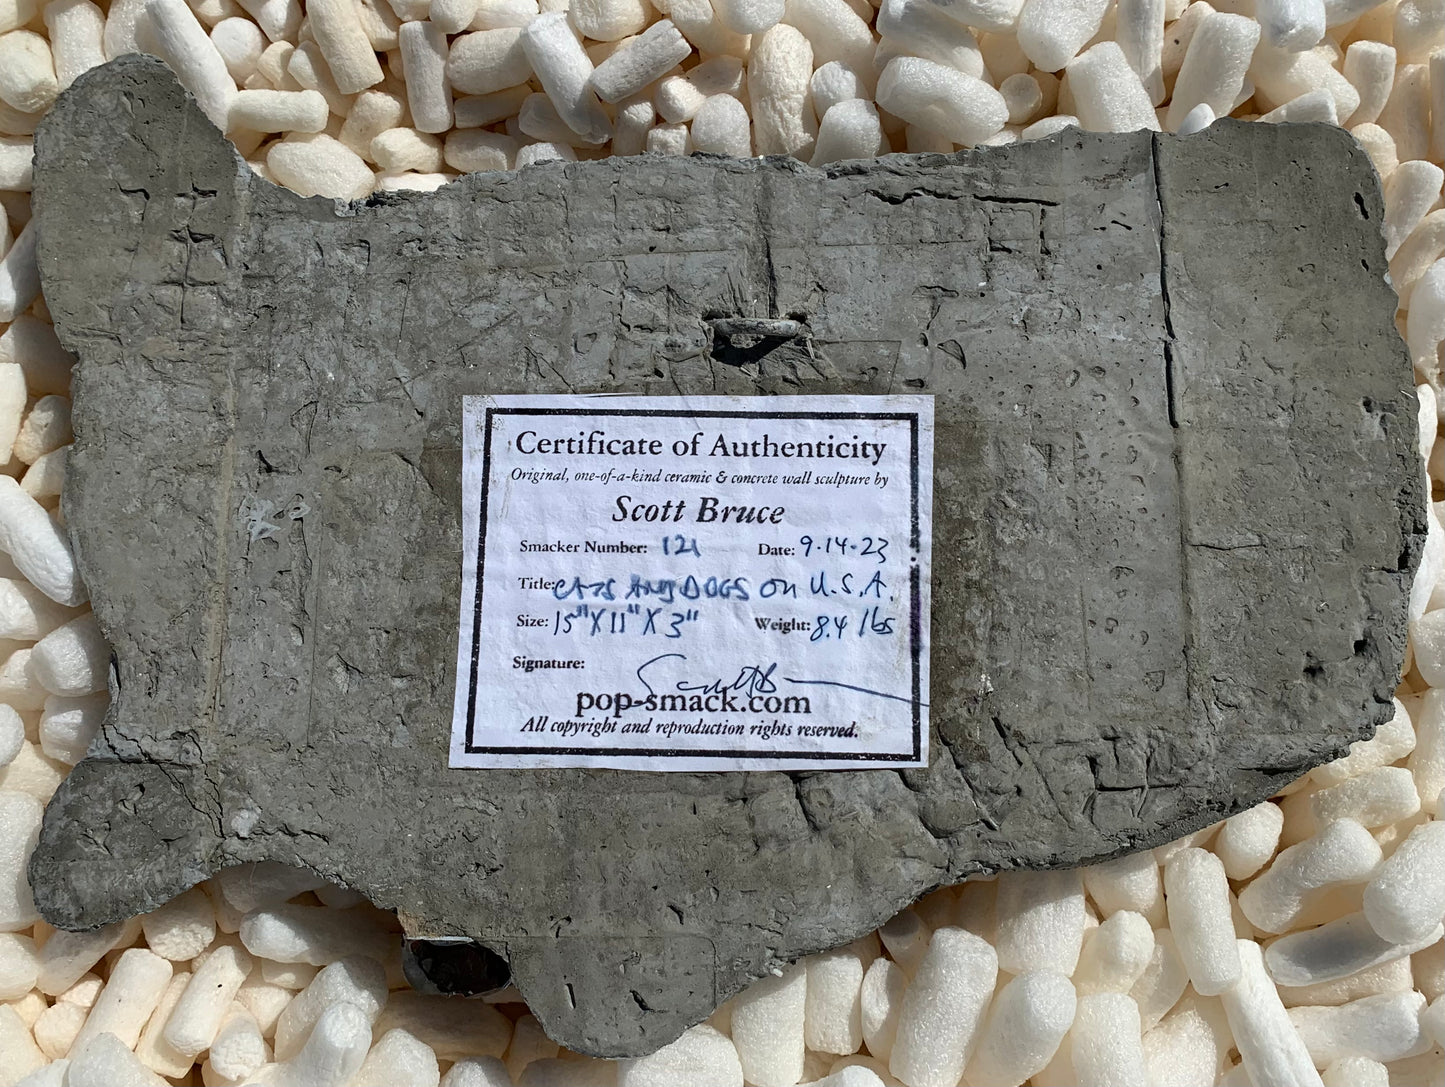 Certificate of Authenticity
Original, one-of-a-kind ceramic & concrete wall sculpture by
Scott Bruce
Smacker Number: 121 Date: 9.14.23
Title: CATS AND DOGS on U.S.A.
Size: 15"X11"X3" Weight: 8.4 lbs
Signature: Scott B
pop-smack.com
All copyright and reproduction rights reserved.